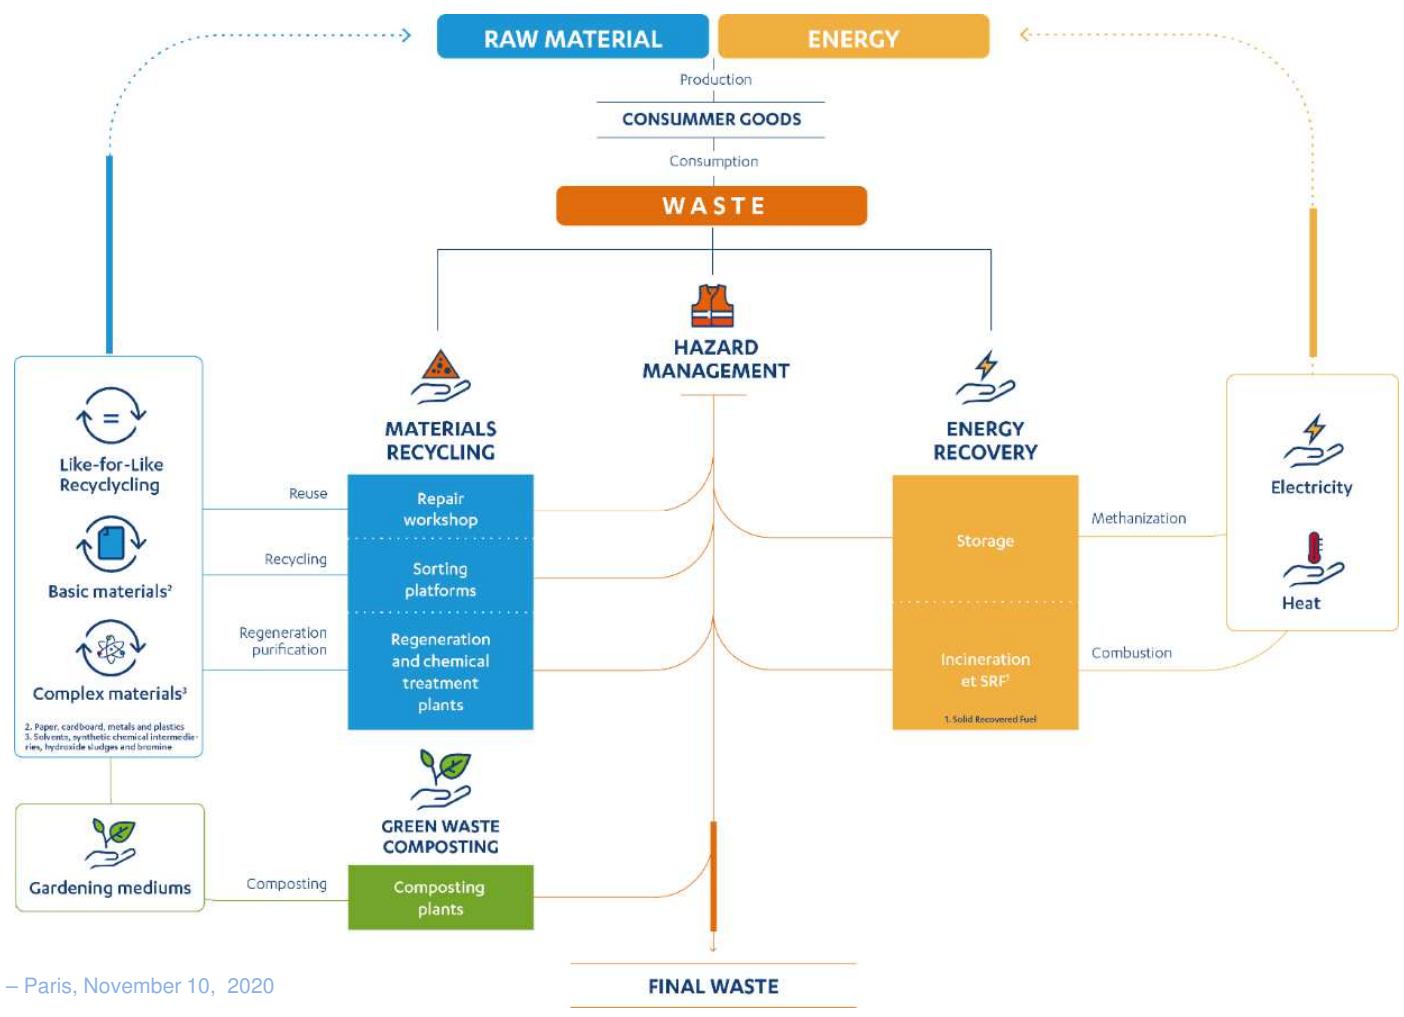 RAW MATERIAL
ENERGY
Production
CONSUMMER GOODS
Consumption
WASTE
HAZARD
MANAGEMENT
MATERIALS
RECYCLING
ENERGY
RECOVERY
Like-for-Like
Recyclycling
Basic materials²
Complex materials³
2. Paper, cardboard, metals and plastics
3. Solvents, synthetic chemical intermedie-
ries, hydroxide sludges and bromine
Reuse
Recycling
Regeneration
purification
Repair
workshop
Sorting
platforms
Regeneration
and chemical
treatment
plants
Storage
Incineration
et SRF¹
1. Solid Recovered Fuel
Methanization
Combustion
Electricity
Heat
GREEN WASTE
COMPOSTING
Gardening mediums
Composting
Composting
plants
FINAL WASTE
– Paris, November 10, 2020